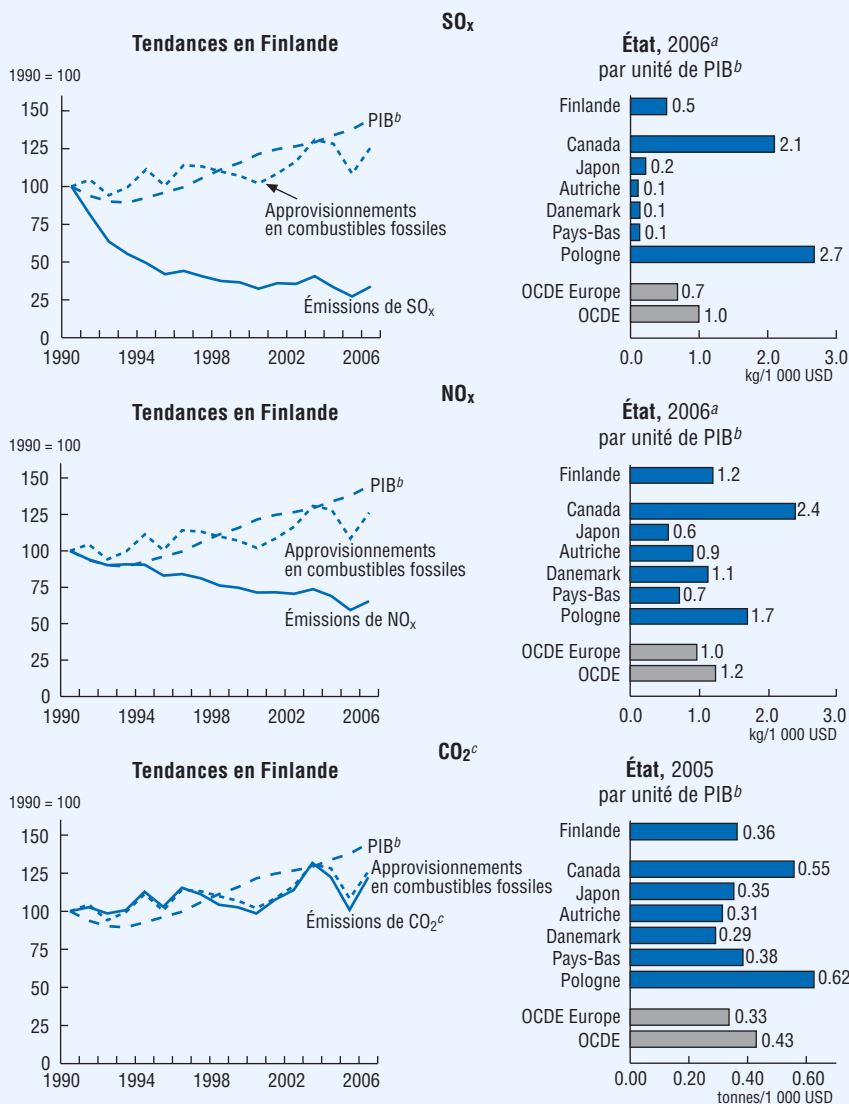 SOx
Tendances en Finlande
1990 = 100
150
125
100
75
50
25
0
1990 1994 1998 2002 2006
PIBb
Approvisionnements
en combustibles fossiles
Émissions de SOx
État, 2006a
par unité de PIBb
Finlande 0.5
Canada 2.1
Japon 0.2
Autriche 0.1
Danemark 0.1
Pays-Bas 0.1
Pologne 2.7
OCDE Europe 0.7
OCDE 1.0
0.0 1.0 2.0 3.0
kg/1 000 USD
NOx
Tendances en Finlande
1990 = 100
150
125
100
75
50
25
0
1990 1994 1998 2002 2006
PIBb
Approvisionnements
en combustibles fossiles
Émissions de NOx
État, 2006a
par unité de PIBb
Finlande 1.2
Canada 2.4
Japon 0.6
Autriche 0.9
Danemark 1.1
Pays-Bas 0.7
Pologne 1.7
OCDE Europe 1.0
OCDE 1.2
0.0 1.0 2.0 3.0
kg/1 000 USD
CO2c
Tendances en Finlande
1990 = 100
150
125
100
75
50
25
0
1990 1994 1998 2002 2006
PIBb
Approvisionnements
en combustibles fossiles
Émissions de CO2c
État, 2005
par unité de PIBb
Finlande 0.36
Canada 0.55
Japon 0.35
Autriche 0.31
Danemark 0.29
Pays-Bas 0.38
Pologne 0.62
OCDE Europe 0.33
OCDE 0.43
0.00 0.20 0.40 0.60
tonnes/1 000 USD